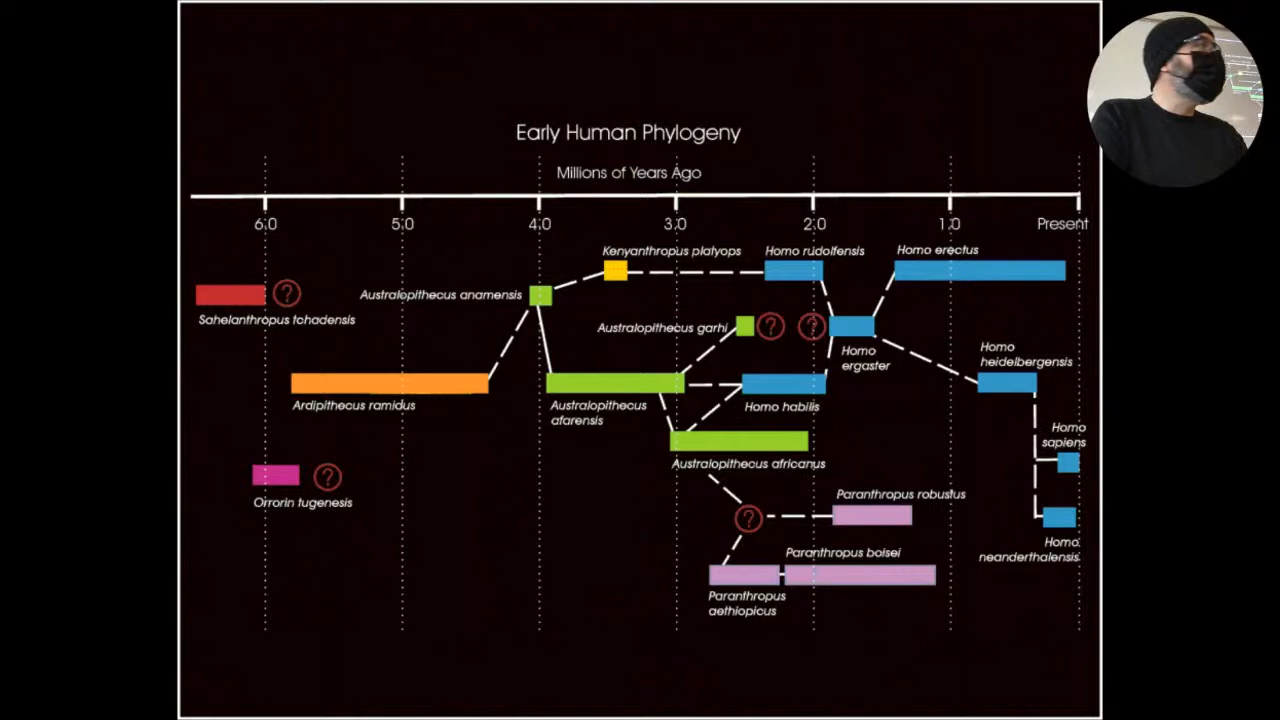 Early Human Phylogeny
Millions of Years Ago
6.0 5.0 4.0 3.0 2.0 1.0 Present
Kenyanthropus platyops
Homo rudolfensis
Homo erectus
Australopithecus anamensis
Sahelanthropus tchadensis
?
Australopithecus garhi
? ?
Homo
ergaster
Homo
heidelbergensis
Ardipithecus ramidus
Australopithecus
afarensis
Homo habilis
Homo
sapiens
Australopithecus africanus
?
Orrorin tugenesis
Paranthropus robustus
?
Homo
neanderthalensis
Paranthropus boisei
Paranthropus
aethiopicus